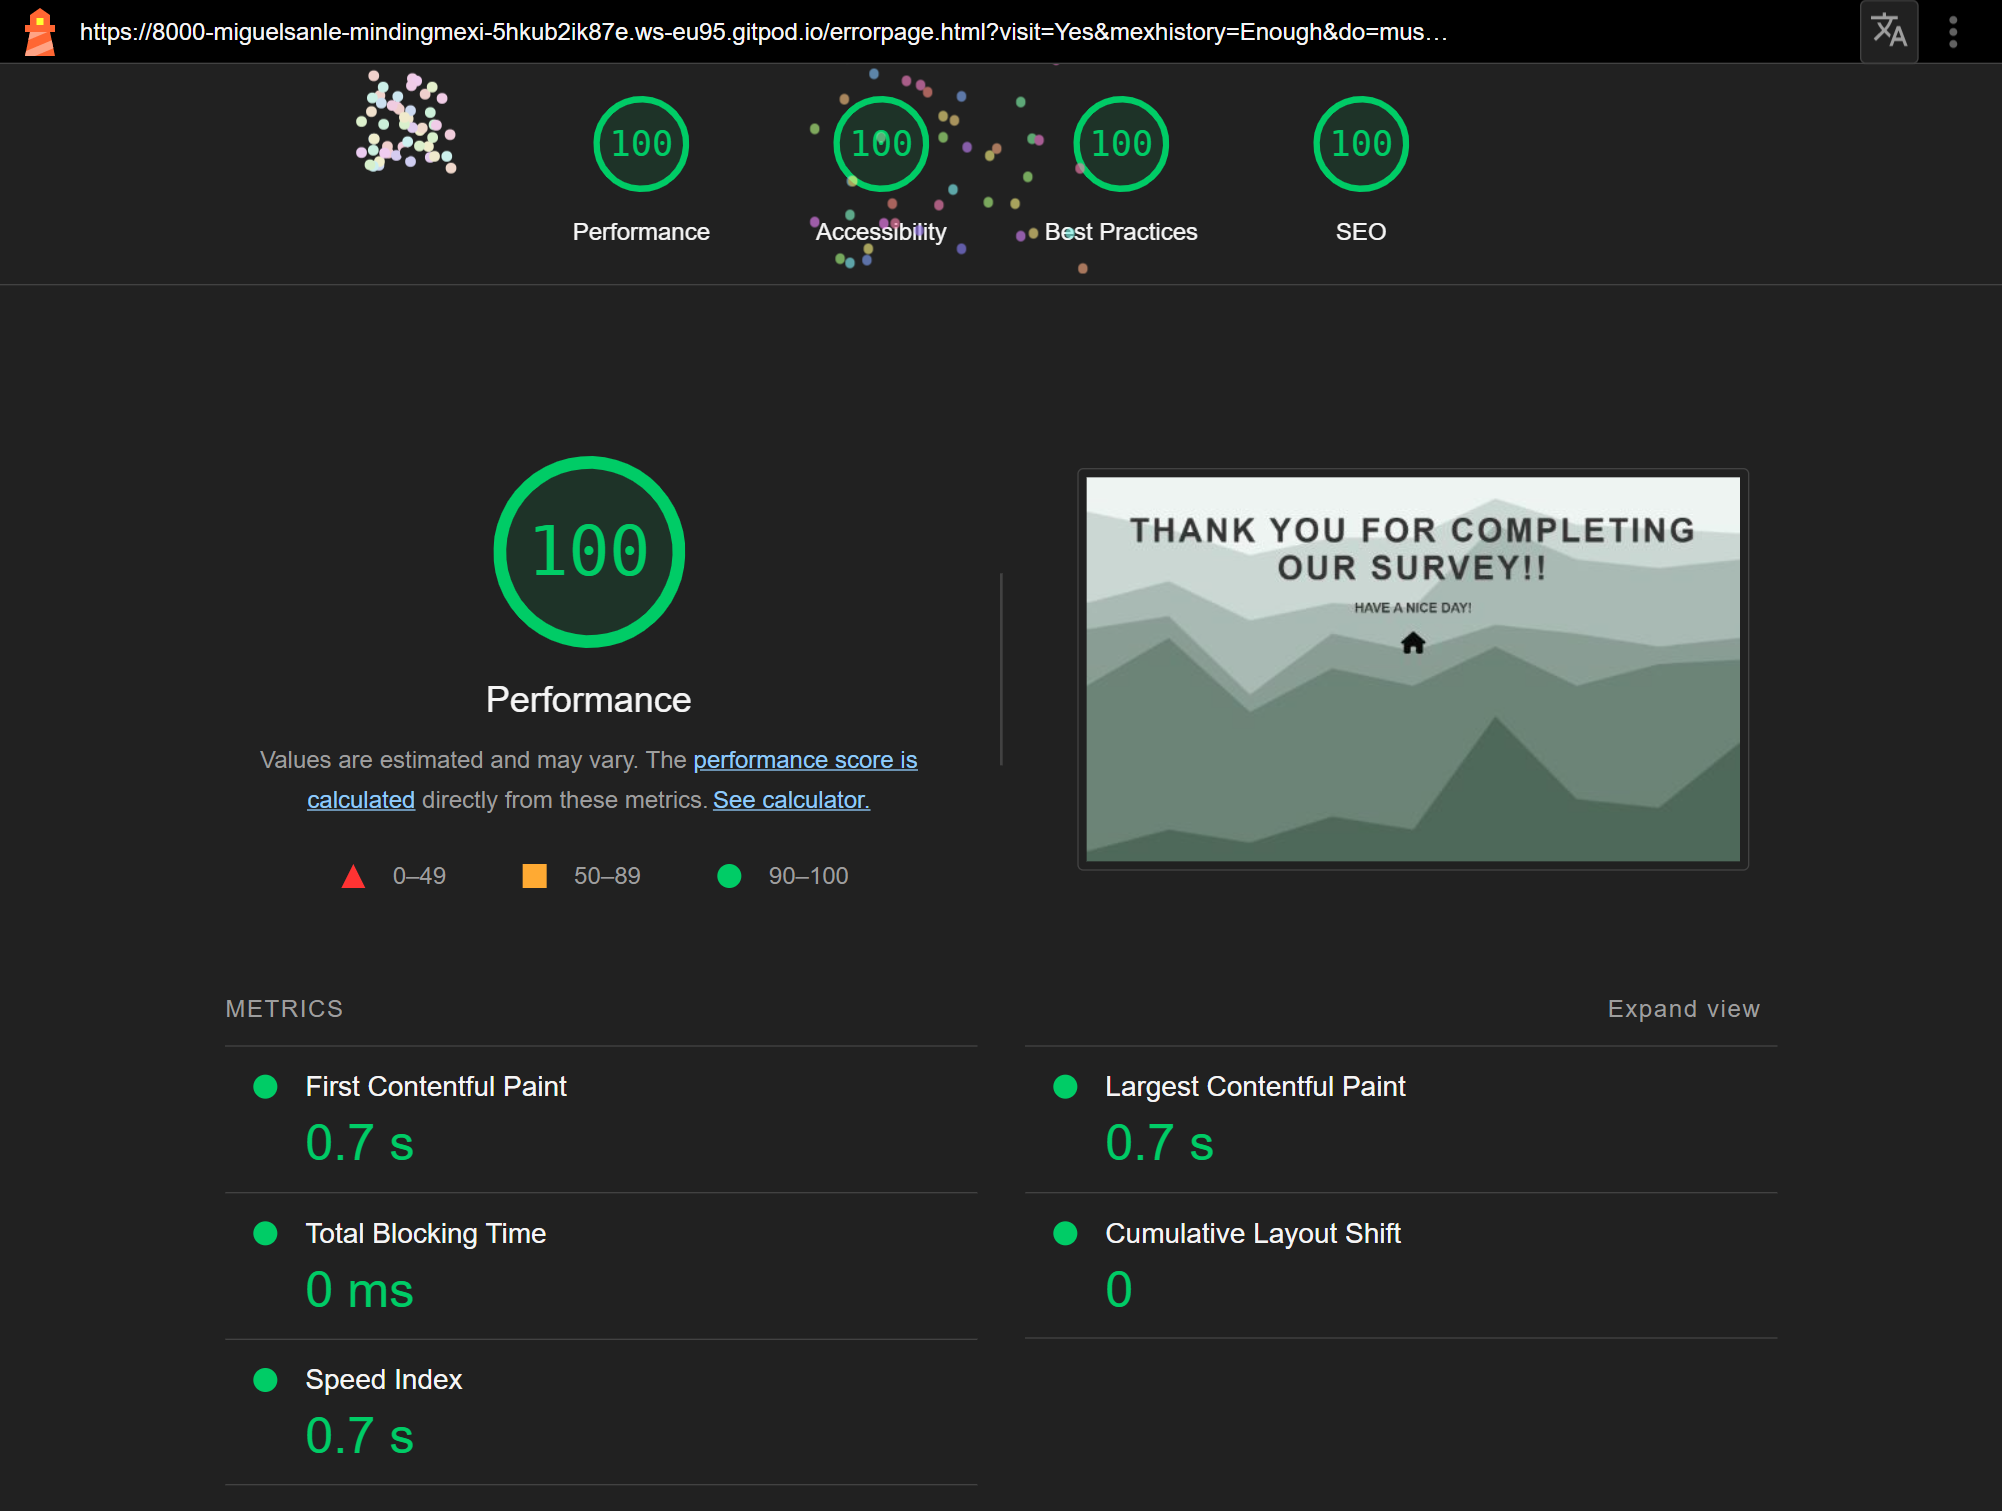 https://8000-miguelsanle-mindingmexi-5hkub2ik87e.ws-eu95.gitpod.io/errorpage.html?visit=Yes&mexhistory=Enough&do=mus…
100
100
100
100
Performance
Accessibility
Best Practices
SEO
100
Performance
Values are estimated and may vary. The performance score is
calculated directly from these metrics. See calculator.
0–49
50–89
90–100
THANK YOU FOR COMPLETING
OUR SURVEY!!
HAVE A NICE DAY!
METRICS
Expand view
First Contentful Paint
0.7 s
Largest Contentful Paint
0.7 s
Total Blocking Time
0 ms
Cumulative Layout Shift
0
Speed Index
0.7 s